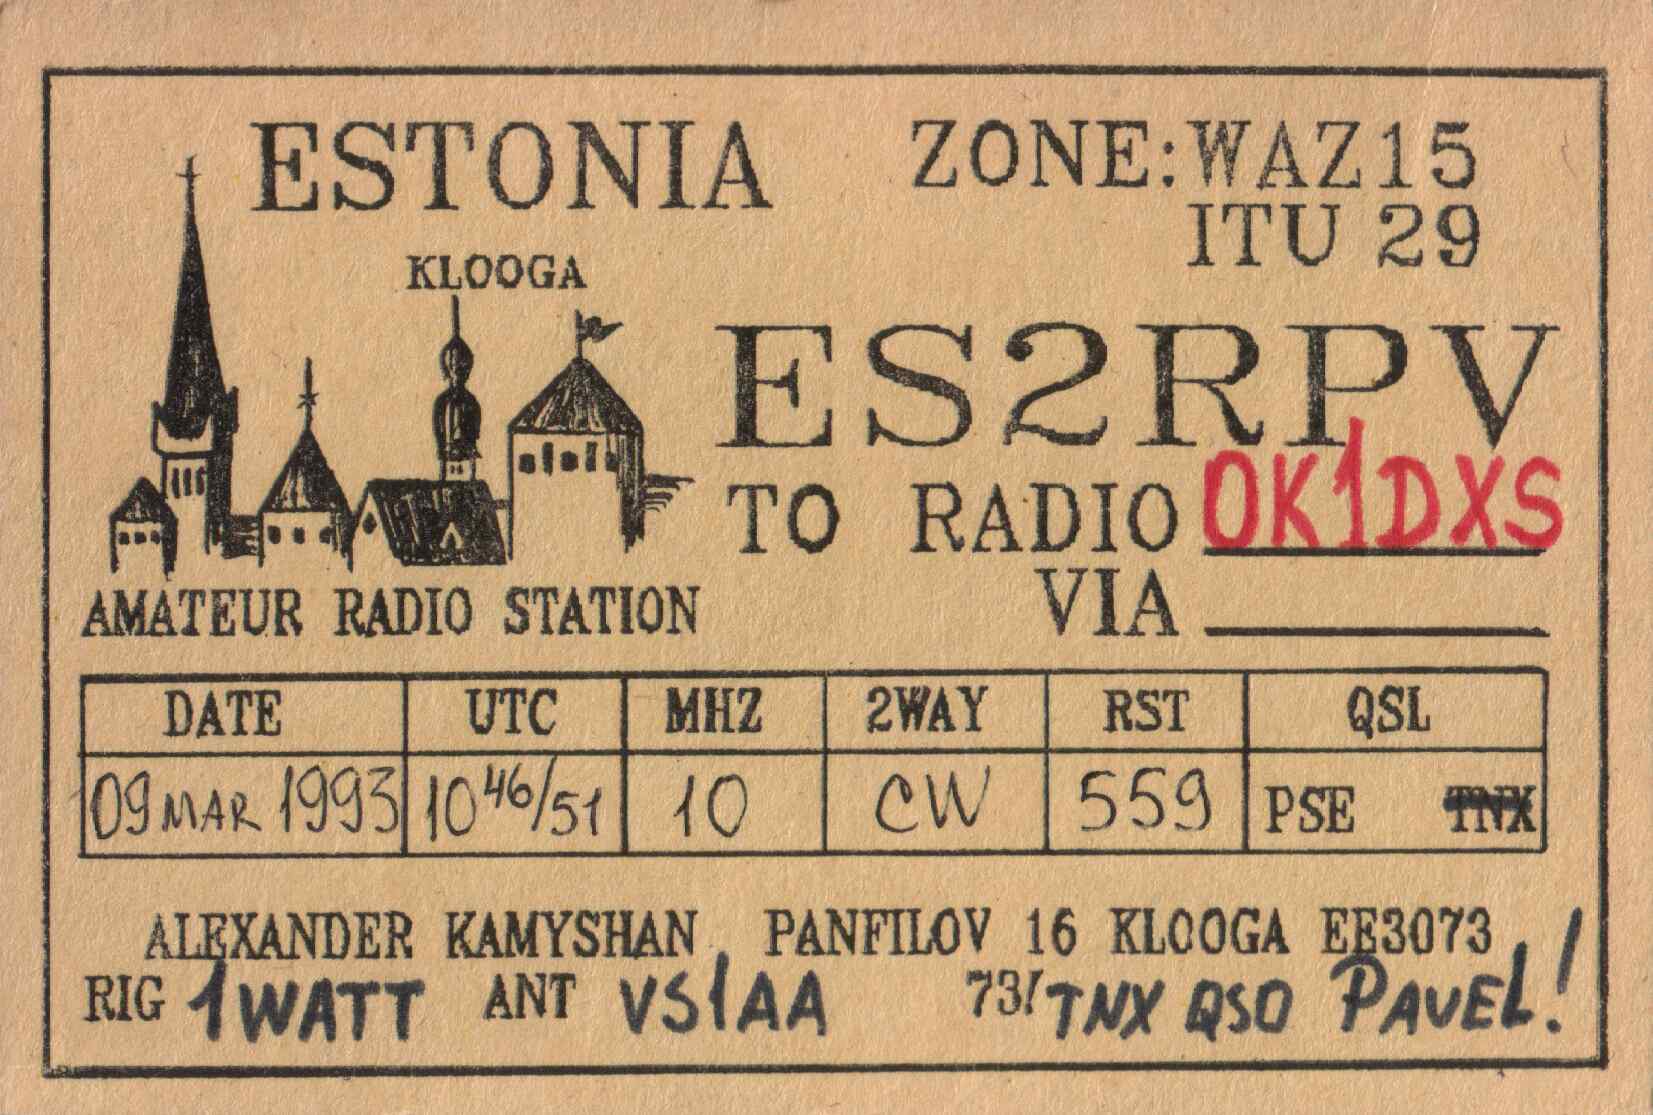 ESTONIA ZONE: WAZ 15
ITU 29
KLOOGA
ES2RPV
TO RADIO OK1DXS
AMATEUR RADIO STATION VIA
DATE UTC MHZ 2WAY RST QSL
09 MAR 1993 10 46/51 10 CW 559 PSE TNX
ALEXANDER KAMYSHAN PANFILOV 16 KLOOGA EE3073
RIG 1WATT ANT VS1AA 73! TNX QSO PAVEL!